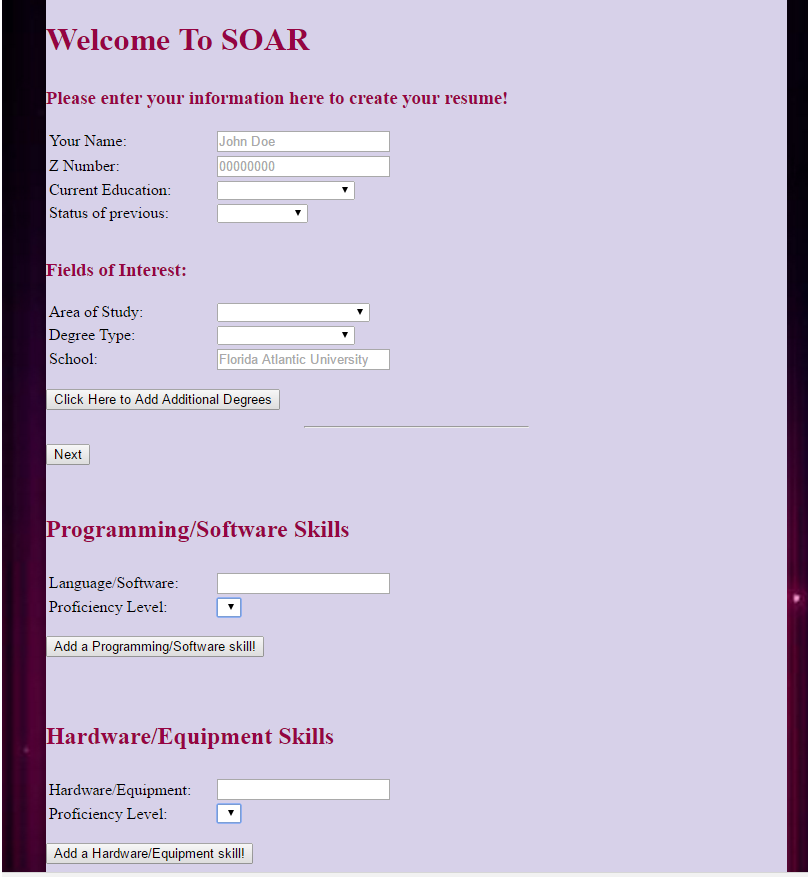 Welcome To SOAR
Please enter your information here to create your resume!
Your Name: John Doe
Z Number: 00000000
Current Education:
Status of previous:
Fields of Interest:
Area of Study:
Degree Type:
School: Florida Atlantic University
Click Here to Add Additional Degrees
Next
Programming/Software Skills
Language/Software:
Proficiency Level:
Add a Programming/Software skill!
Hardware/Equipment Skills
Hardware/Equipment:
Proficiency Level:
Add a Hardware/Equipment skill!